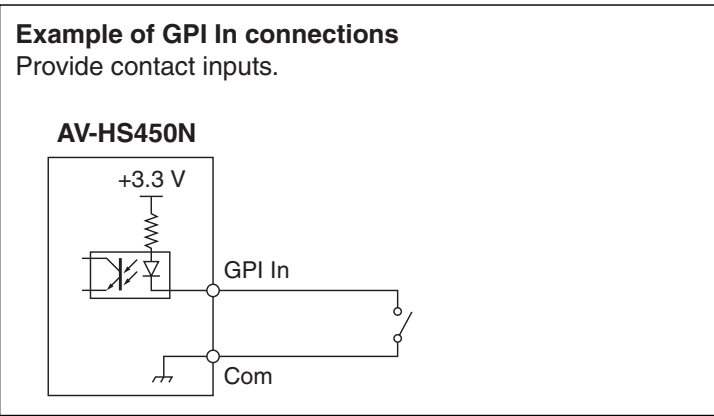 Example of GPI In connections
Provide contact inputs.
AV-HS450N
+3.3 V
GPI In
Com